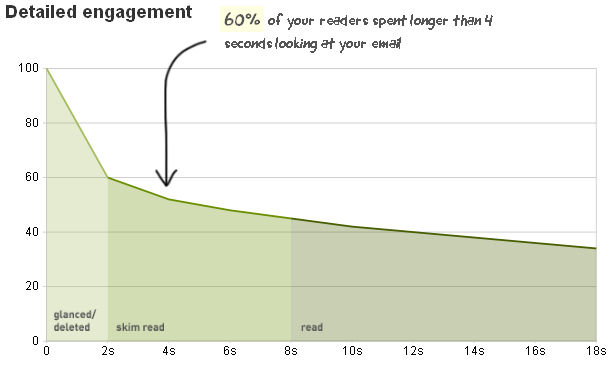 Detailed engagement
60% of your readers spent longer than 4
seconds looking at your email
100
80
60
40
20
0
glanced/
deleted
skim read
read
0 2s 4s 6s 8s 10s 12s 14s 16s 18s